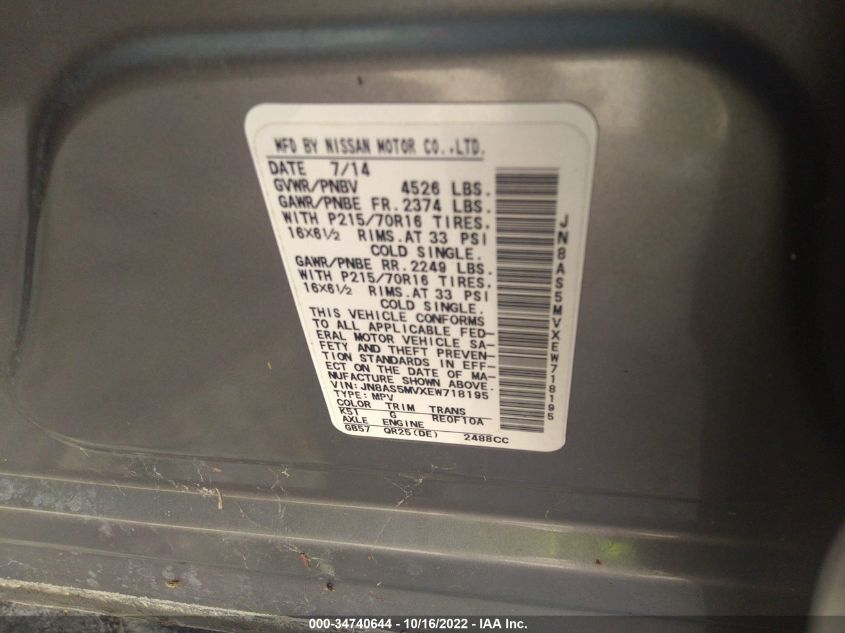 MFD BY NISSAN MOTOR CO.,LTD.
DATE 7/14
GVWR/PNBV 4526 LBS.
GAWR/PNBE FR. 2374 LBS.
WITH P215/70R16 TIRES.
16X6½ RIMS. AT 33 PSI
COLD SINGLE.
GAWR/PNBE RR. 2249 LBS.
WITH P215/70R16 TIRES.
16X6½ RIMS. AT 33 PSI
COLD SINGLE.
THIS VEHICLE CONFORMS
TO ALL APPLICABLE FED-
ERAL MOTOR VEHICLE SA-
FETY AND THEFT PREVEN-
TION STANDARDS IN EFF-
ECT ON THE DATE OF MA-
NUFACTURE SHOWN ABOVE.
VIN: JN8AS5MVXEW718195
TYPE: MPV
COLOR TRIM TRANS
K51 G RE0F10A
AXLE ENGINE
GB57 QR25(DE) 2488CC
JN8AS5MVXEW718195
000-34740644 - 10/16/2022 - IAA Inc.